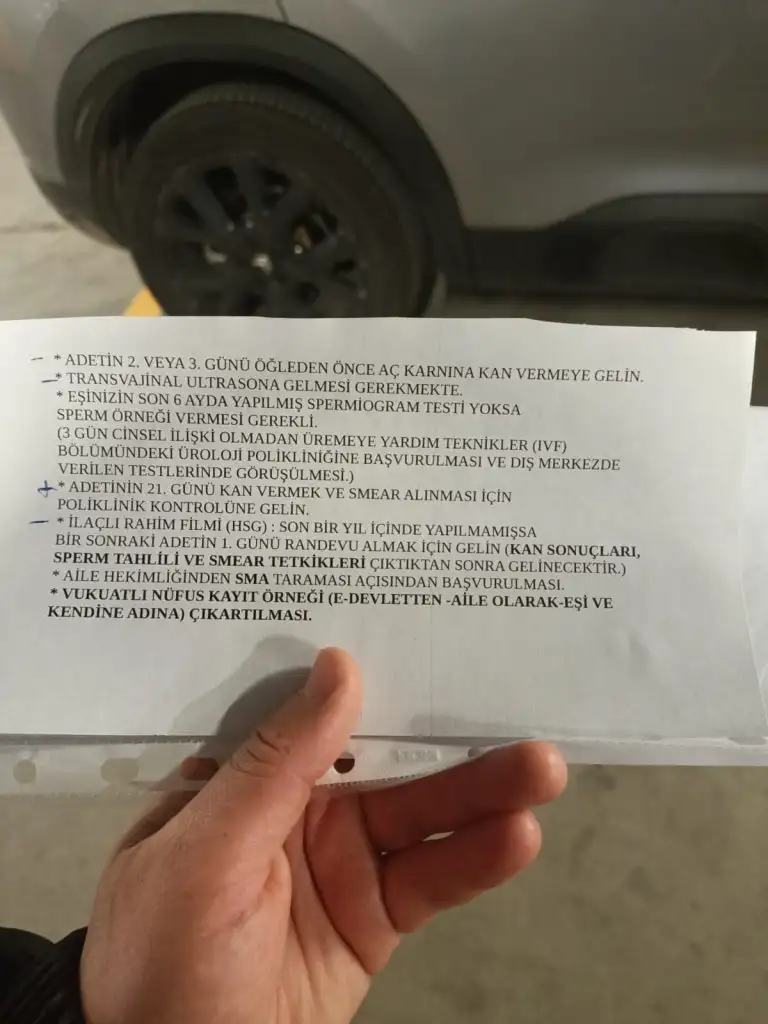 - * ADETİN 2. VEYA 3. GÜNÜ ÖĞLEDEN ÖNCE AÇ KARNINA KAN VERMEYE GELİN.
- * TRANSVAJİNAL ULTRASONA GELMESİ GEREKMEKTE.
* EŞİNİZİN SON 6 AYDA YAPILMIŞ SPERMİOGRAM TESTİ YOKSA
SPERM ÖRNEĞİ VERMESİ GEREKLİ.
(3 GÜN CİNSEL İLİŞKİ OLMADAN ÜREMEYE YARDIM TEKNİKLER (IVF)
BÖLÜMÜNDEKİ ÜROLOJİ POLİKLİNİĞİNE BAŞVURULMASI VE DIŞ MERKEZDE
VERİLEN TESTLERİNDE GÖRÜŞÜLMESİ.)
+ * ADETİNİN 21. GÜNÜ KAN VERMEK VE SMEAR ALINMASI İÇİN
POLİKLİNİK KONTROLÜNE GELİN.
- * İLAÇLI RAHİM FİLMİ (HSG) : SON BİR YIL İÇİNDE YAPILMAMIŞSA
BİR SONRAKİ ADETİN 1. GÜNÜ RANDEVU ALMAK İÇİN GELİN (KAN SONUÇLARI,
SPERM TAHLİLİ VE SMEAR TETKİKLERİ ÇIKTIKTAN SONRA GELİNECEKTİR.)
* AİLE HEKİMLİĞİNDEN SMA TARAMASI AÇISINDAN BAŞVURULMASI.
* VUKUATLI NÜFUS KAYIT ÖRNEĞİ (E-DEVLETTEN -AİLE OLARAK-EŞİ VE
KENDİNE ADINA) ÇIKARTILMASI.